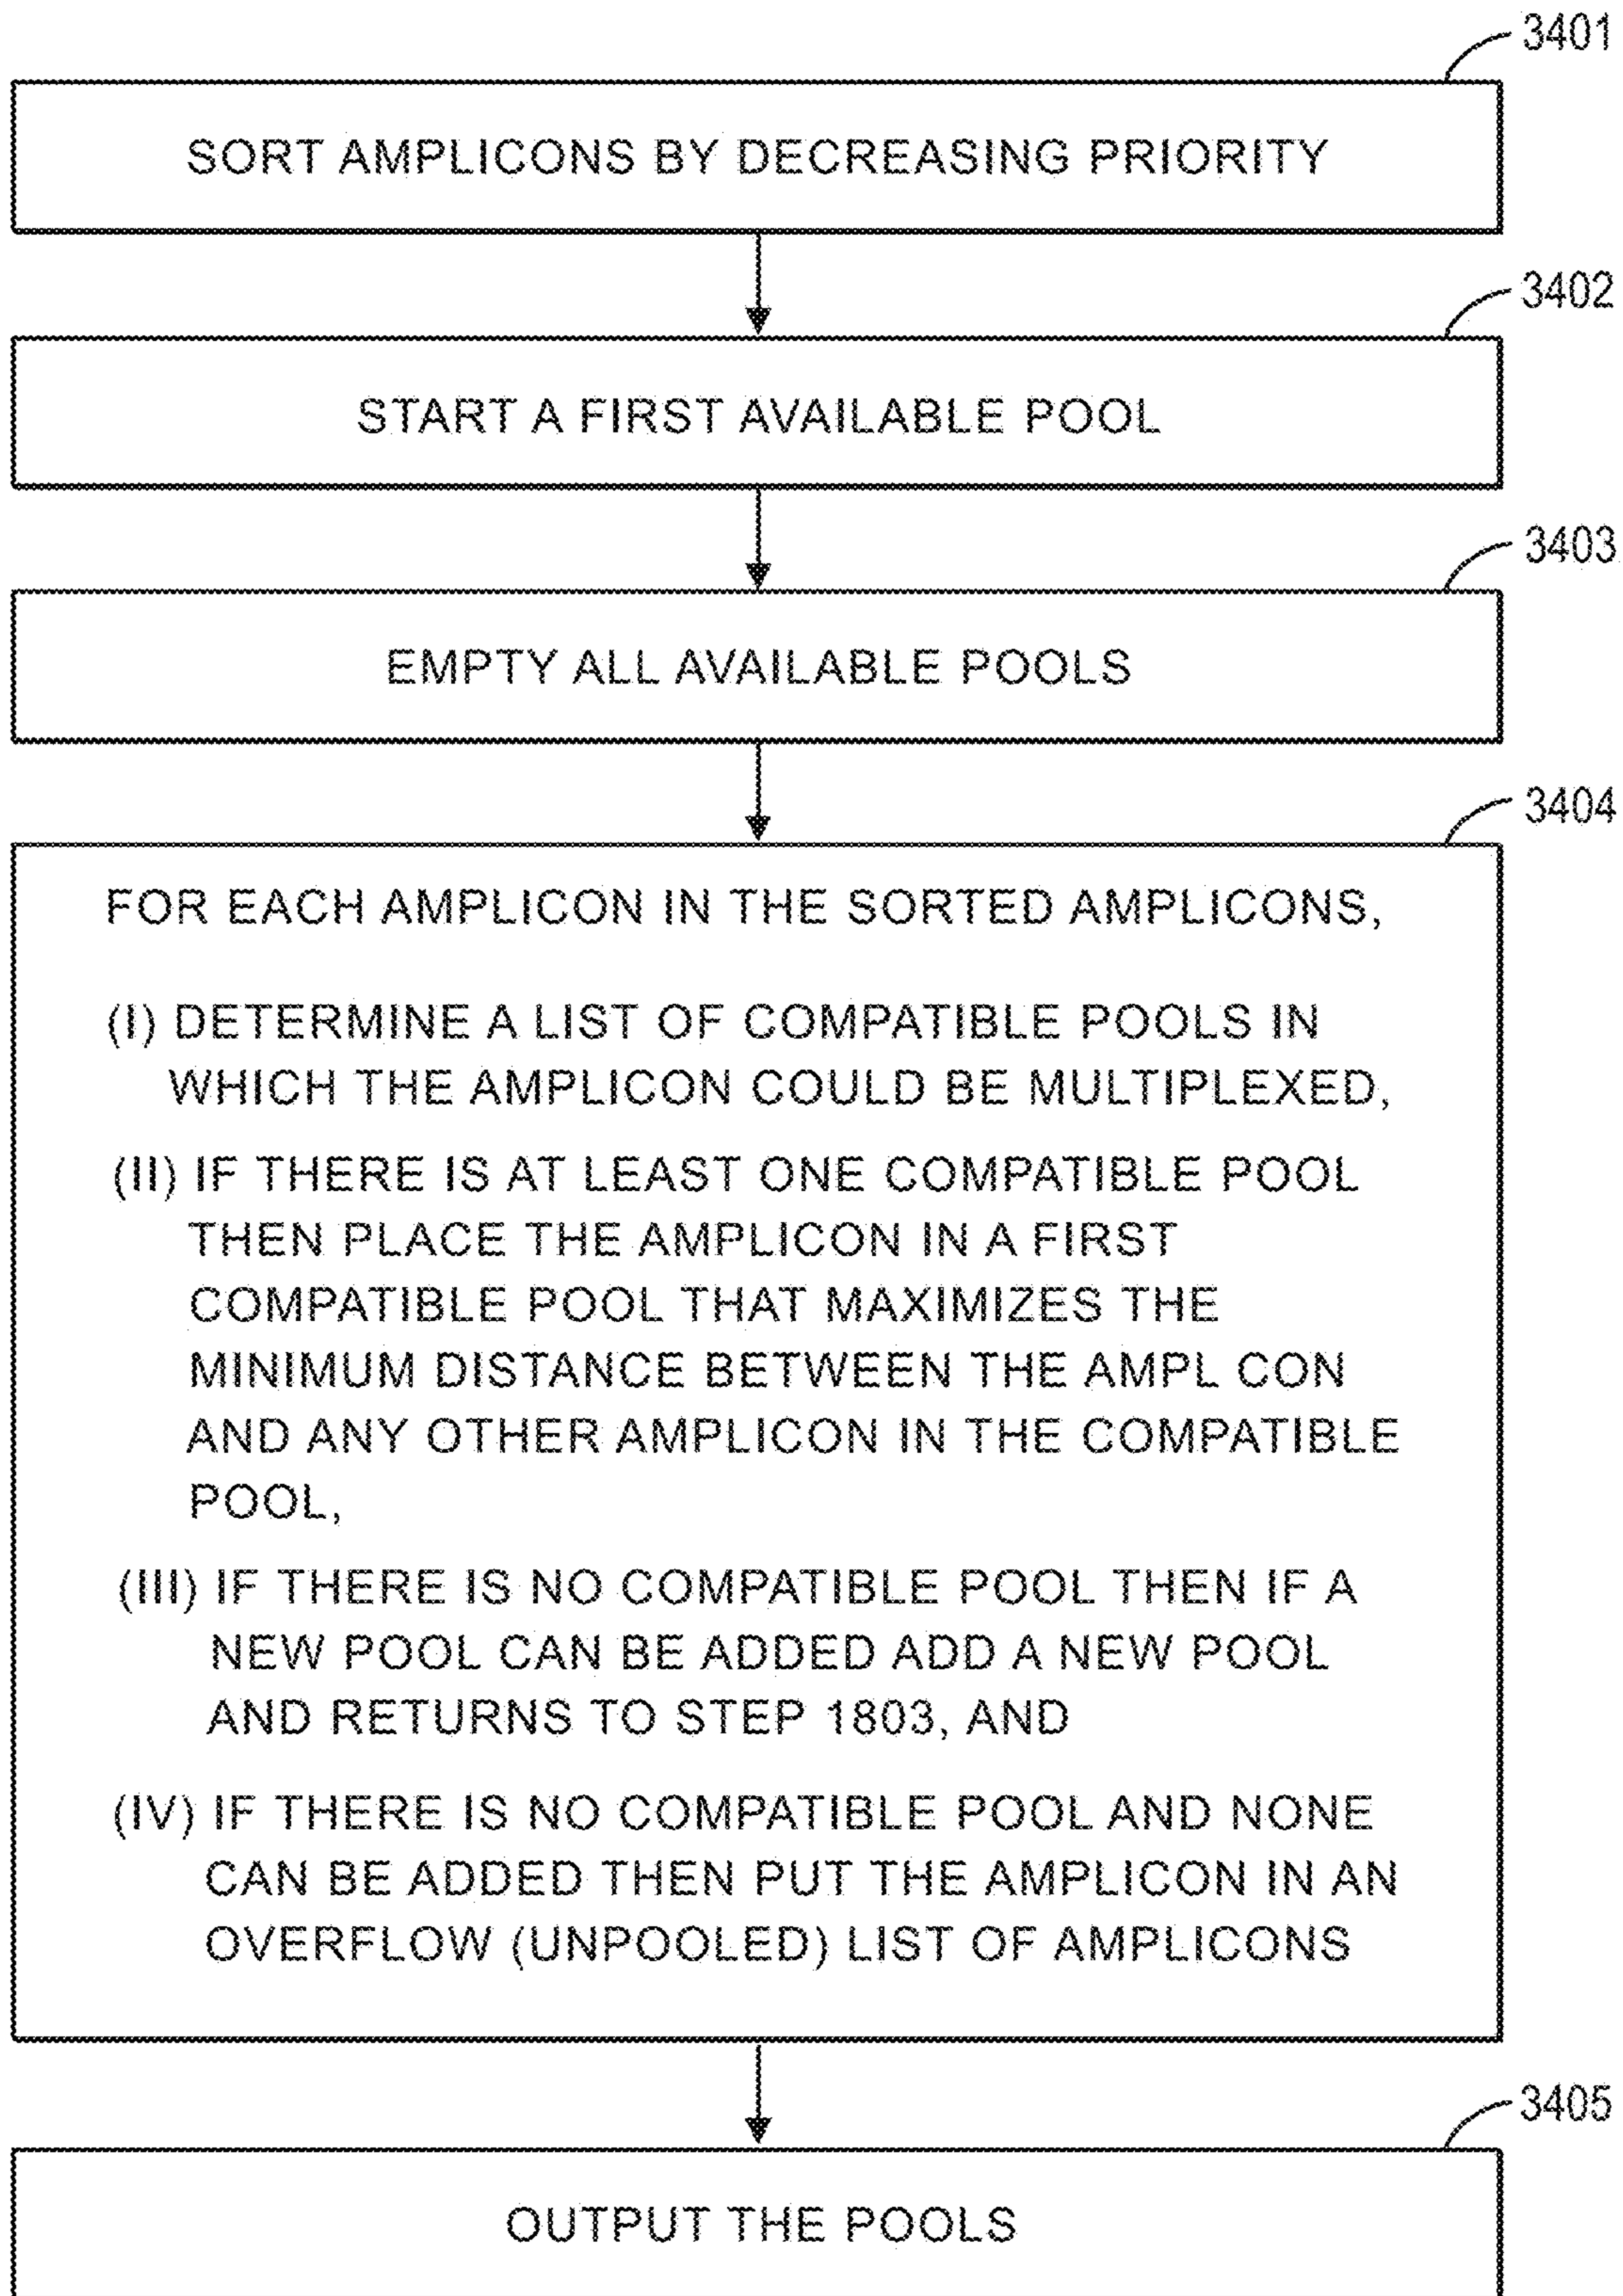 3401
SORT AMPLICONS BY DECREASING PRIORITY
3402
START A FIRST AVAILABLE POOL
3403
EMPTY ALL AVAILABLE POOLS
3404
FOR EACH AMPLICON IN THE SORTED AMPLICONS,
(I) DETERMINE A LIST OF COMPATIBLE POOLS IN
WHICH THE AMPLICON COULD BE MULTIPLEXED,
(II) IF THERE IS AT LEAST ONE COMPATIBLE POOL
THEN PLACE THE AMPLICON IN A FIRST
COMPATIBLE POOL THAT MAXIMIZES THE
MINIMUM DISTANCE BETWEEN THE AMPL CON
AND ANY OTHER AMPLICON IN THE COMPATIBLE
POOL,
(III) IF THERE IS NO COMPATIBLE POOL THEN IF A
NEW POOL CAN BE ADDED ADD A NEW POOL
AND RETURNS TO STEP 1803, AND
(IV) IF THERE IS NO COMPATIBLE POOL AND NONE
CAN BE ADDED THEN PUT THE AMPLICON IN AN
OVERFLOW (UNPOOLED) LIST OF AMPLICONS
3405
OUTPUT THE POOLS